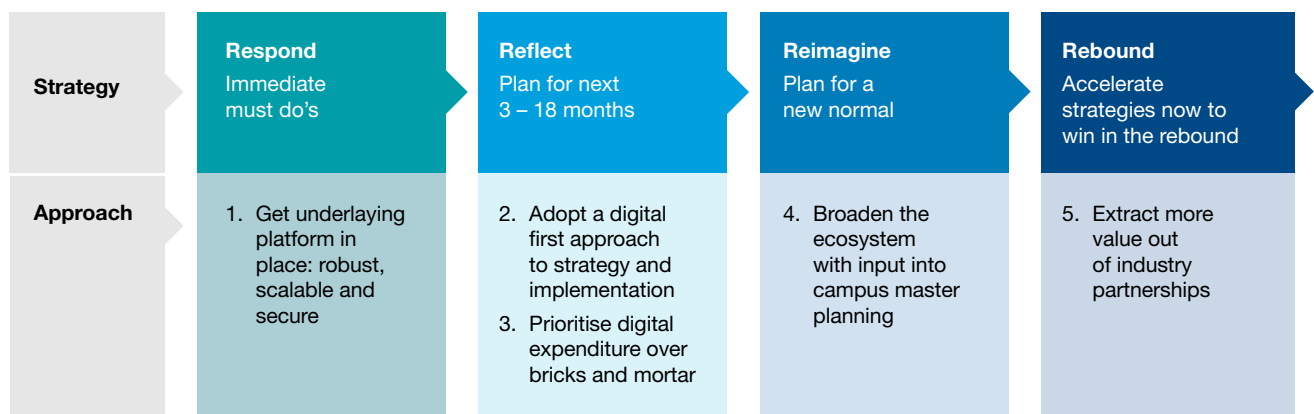 Strategy
Respond
Immediate
must do's
Reflect
Plan for next
3 – 18 months
Reimagine
Plan for a
new normal
Rebound
Accelerate
strategies now to
win in the rebound
Approach
1. Get underlaying
platform in
place: robust,
scalable and
secure
2. Adopt a digital
first approach
to strategy and
implementation
3. Prioritise digital
expenditure over
bricks and mortar
4. Broaden the
ecosystem
with input into
campus master
planning
5. Extract more
value out
of industry
partnerships